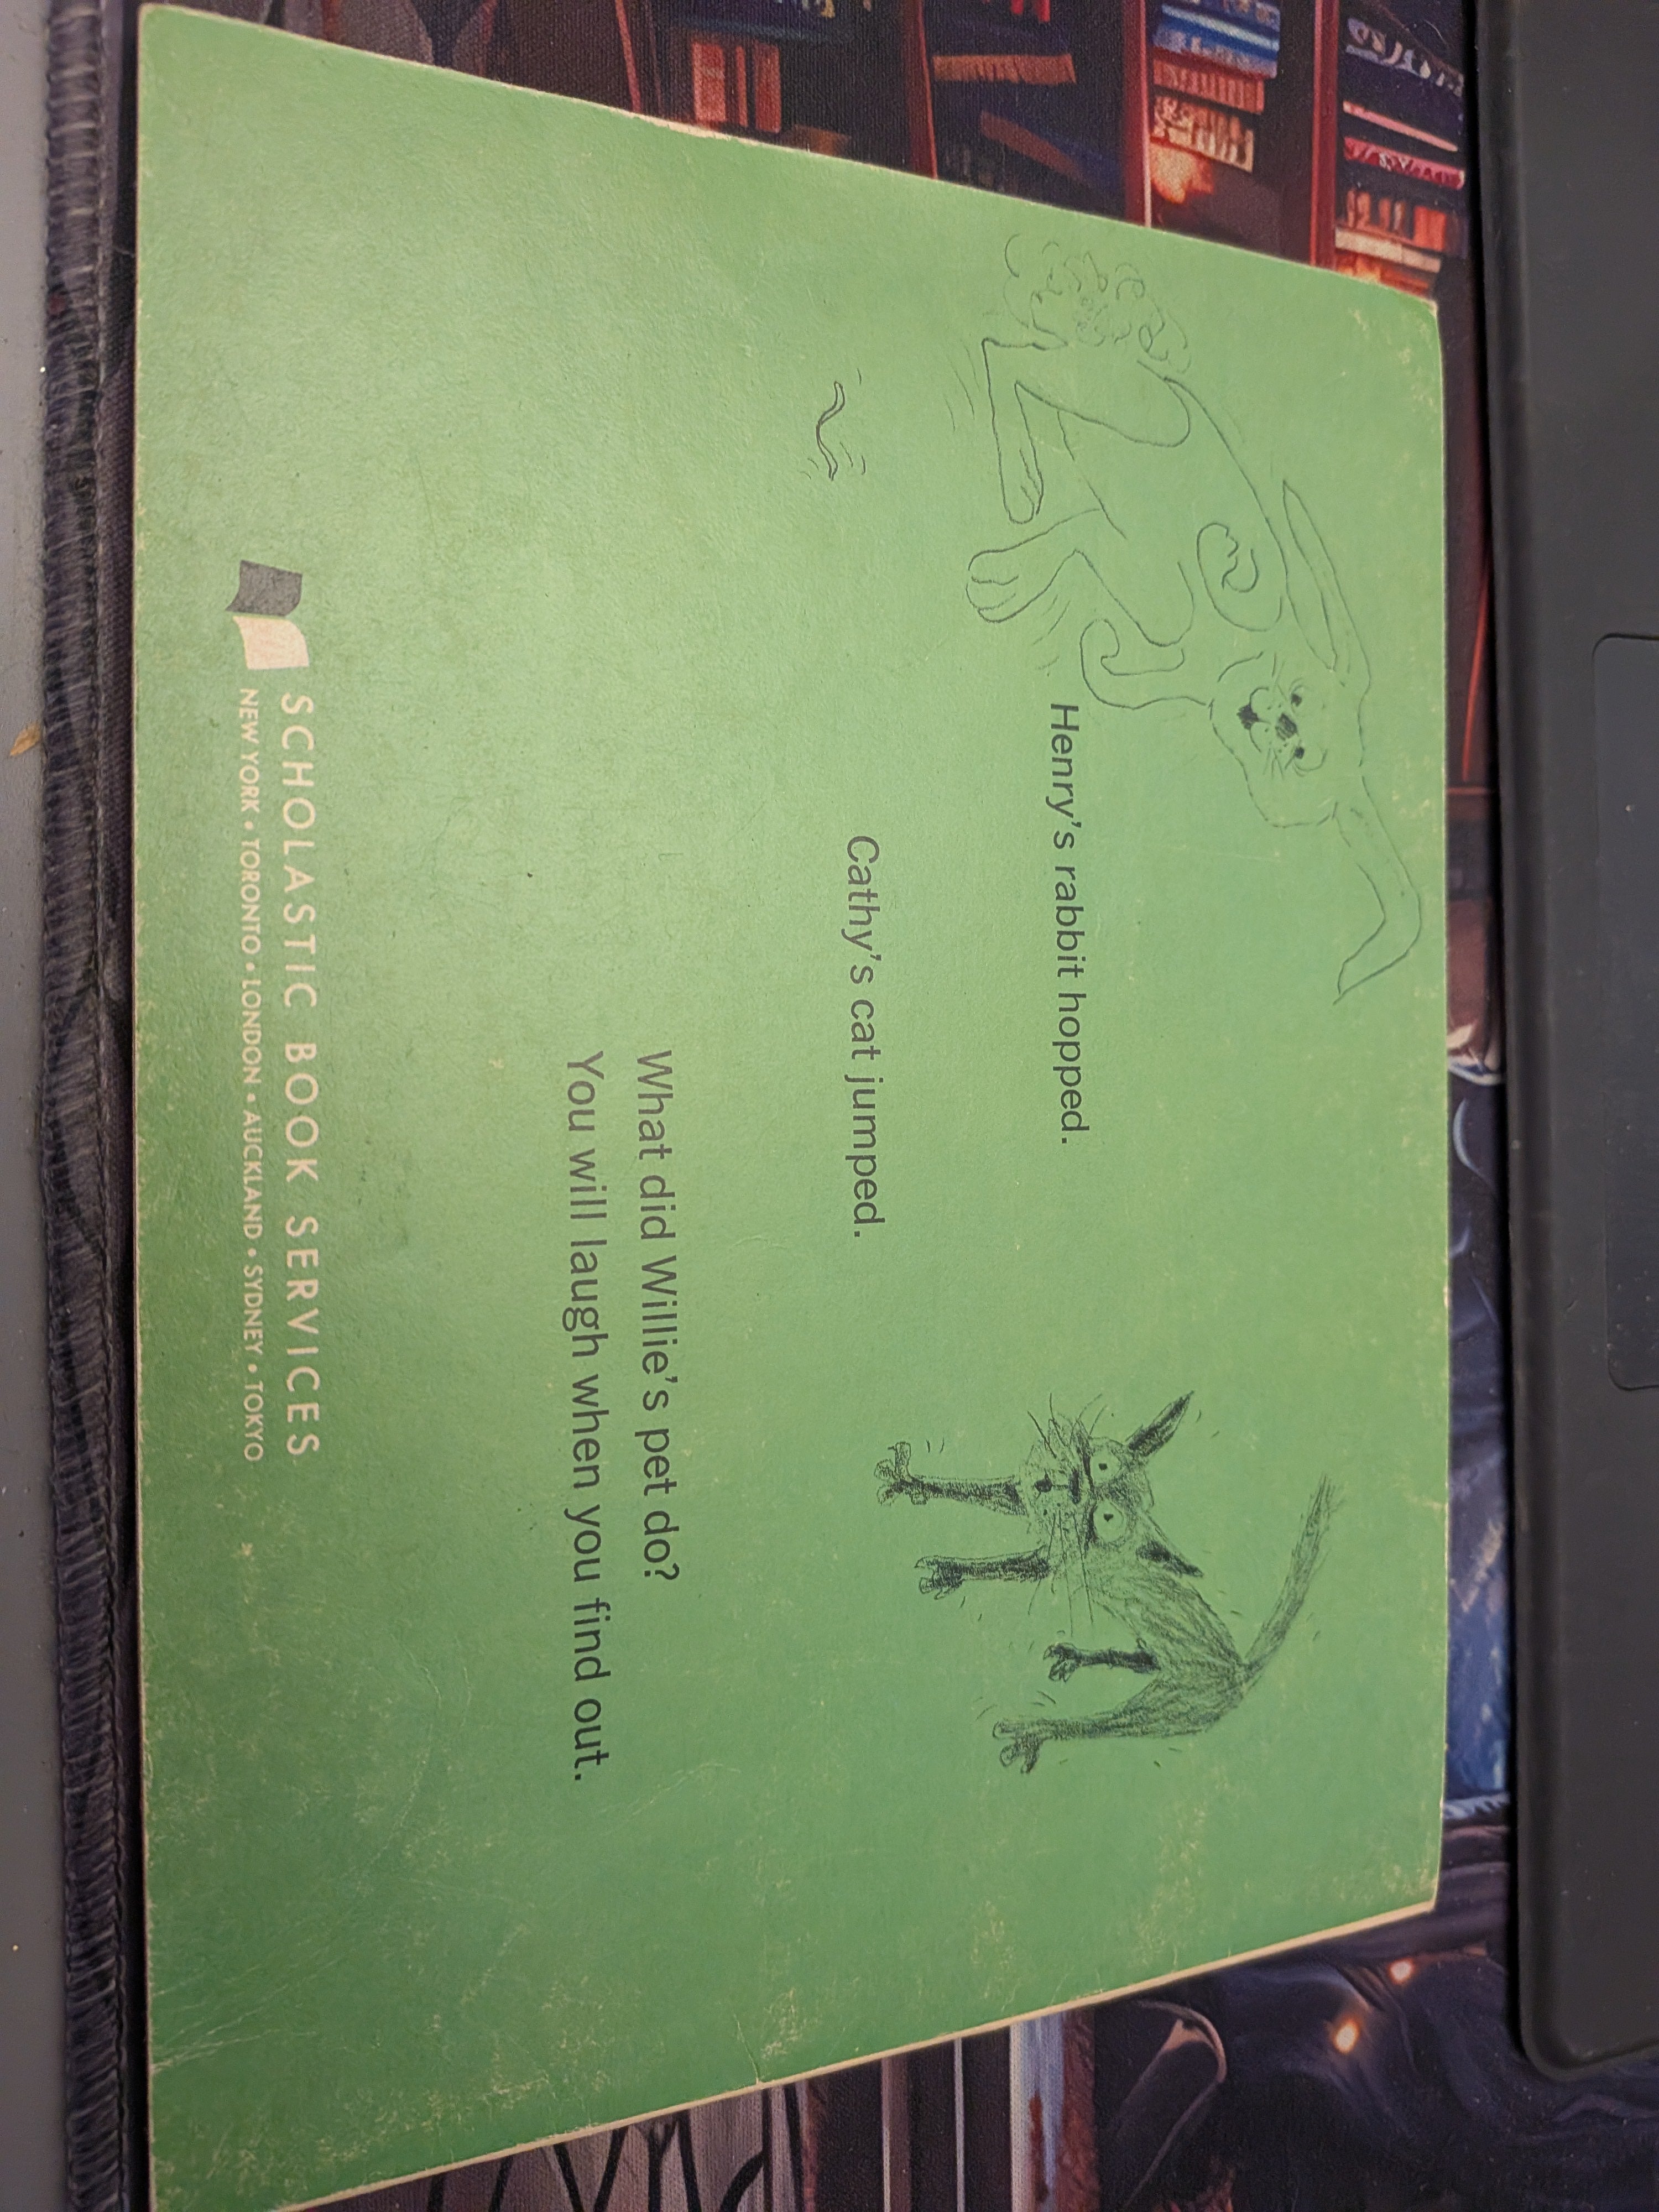 Henry's rabbit hopped.
Cathy's cat jumped.
What did Willie's pet do?
You will laugh when you find out.
SCHOLASTIC BOOK SERVICES
NEW YORK • TORONTO • LONDON • AUCKLAND • SYDNEY • TOKYO